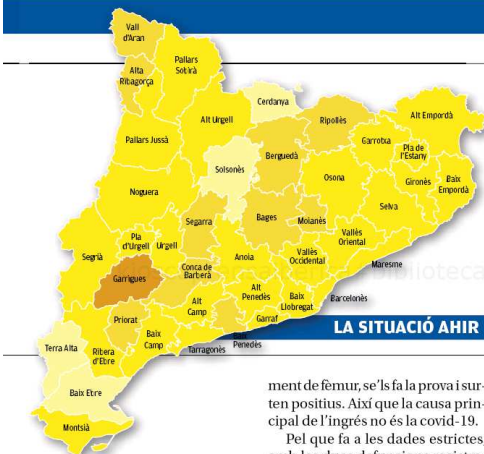 Vall
d'Aran
Alta
Ribagorça
Pallars
Sobirà
Cerdanya
Alt Urgell
Ripollès
Alt Empordà
Pallars Jussà
Berguedà
Garrotxa
Pla de
l'Estany
Solsonès
Osona
Gironès
Baix
Empordà
Noguera
Selva
Segarra
Bages
Moianès
Pla
d'Urgell
Urgell
Vallès
Oriental
Segrià
Anoia
Vallès
Occidental
Maresme
Garrigues
Conca de
Barberà
Alt
Camp
Alt
Penedès
Baix
Llobregat
Barcelonès
Priorat
Garraf
Baix
Penedès
Terra Alta
Ribera
d'Ebre
Baix
Camp
Tarragonès
Baix Ebre
Montsià
LA SITUACIÓ AHIR
ment de fèmur, se'ls fa la prova i sur-
ten positius. Així que la causa prin-
cipal de l'ingrés no és la covid-19.
Pel que fa a les dades estrictes,